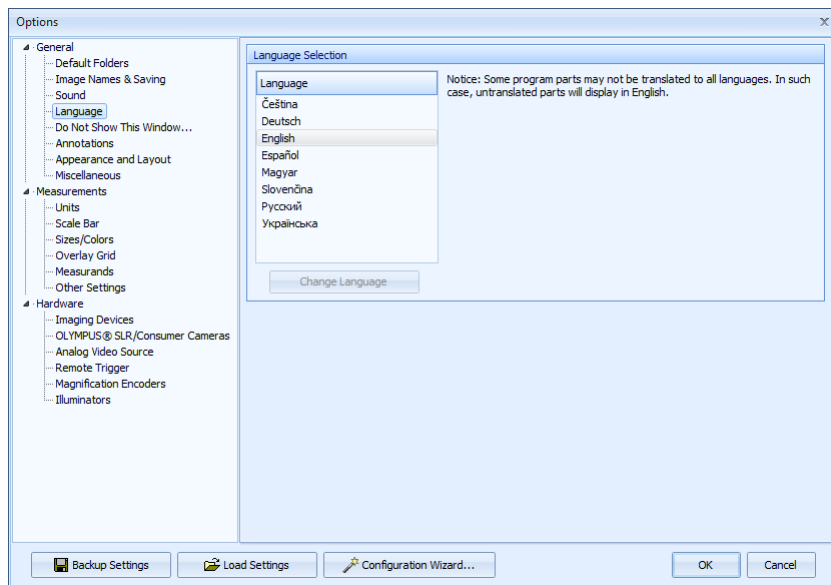 Options
General
Default Folders
Image Names & Saving
Sound
Language
Do Not Show This Window...
Annotations
Appearance and Layout
Miscellaneous
Measurements
Units
Scale Bar
Sizes/Colors
Overlay Grid
Measurands
Other Settings
Hardware
Imaging Devices
OLYMPUS® SLR/Consumer Cameras
Analog Video Source
Remote Trigger
Magnification Encoders
Illuminators
Language Selection
Language
Čeština
Deutsch
English
Español
Magyar
Slovenčina
Русский
Українська
Change Language
Notice: Some program parts may not be translated to all languages. In such
case, untranslated parts will display in English.
Backup Settings
Load Settings
Configuration Wizard...
OK
Cancel